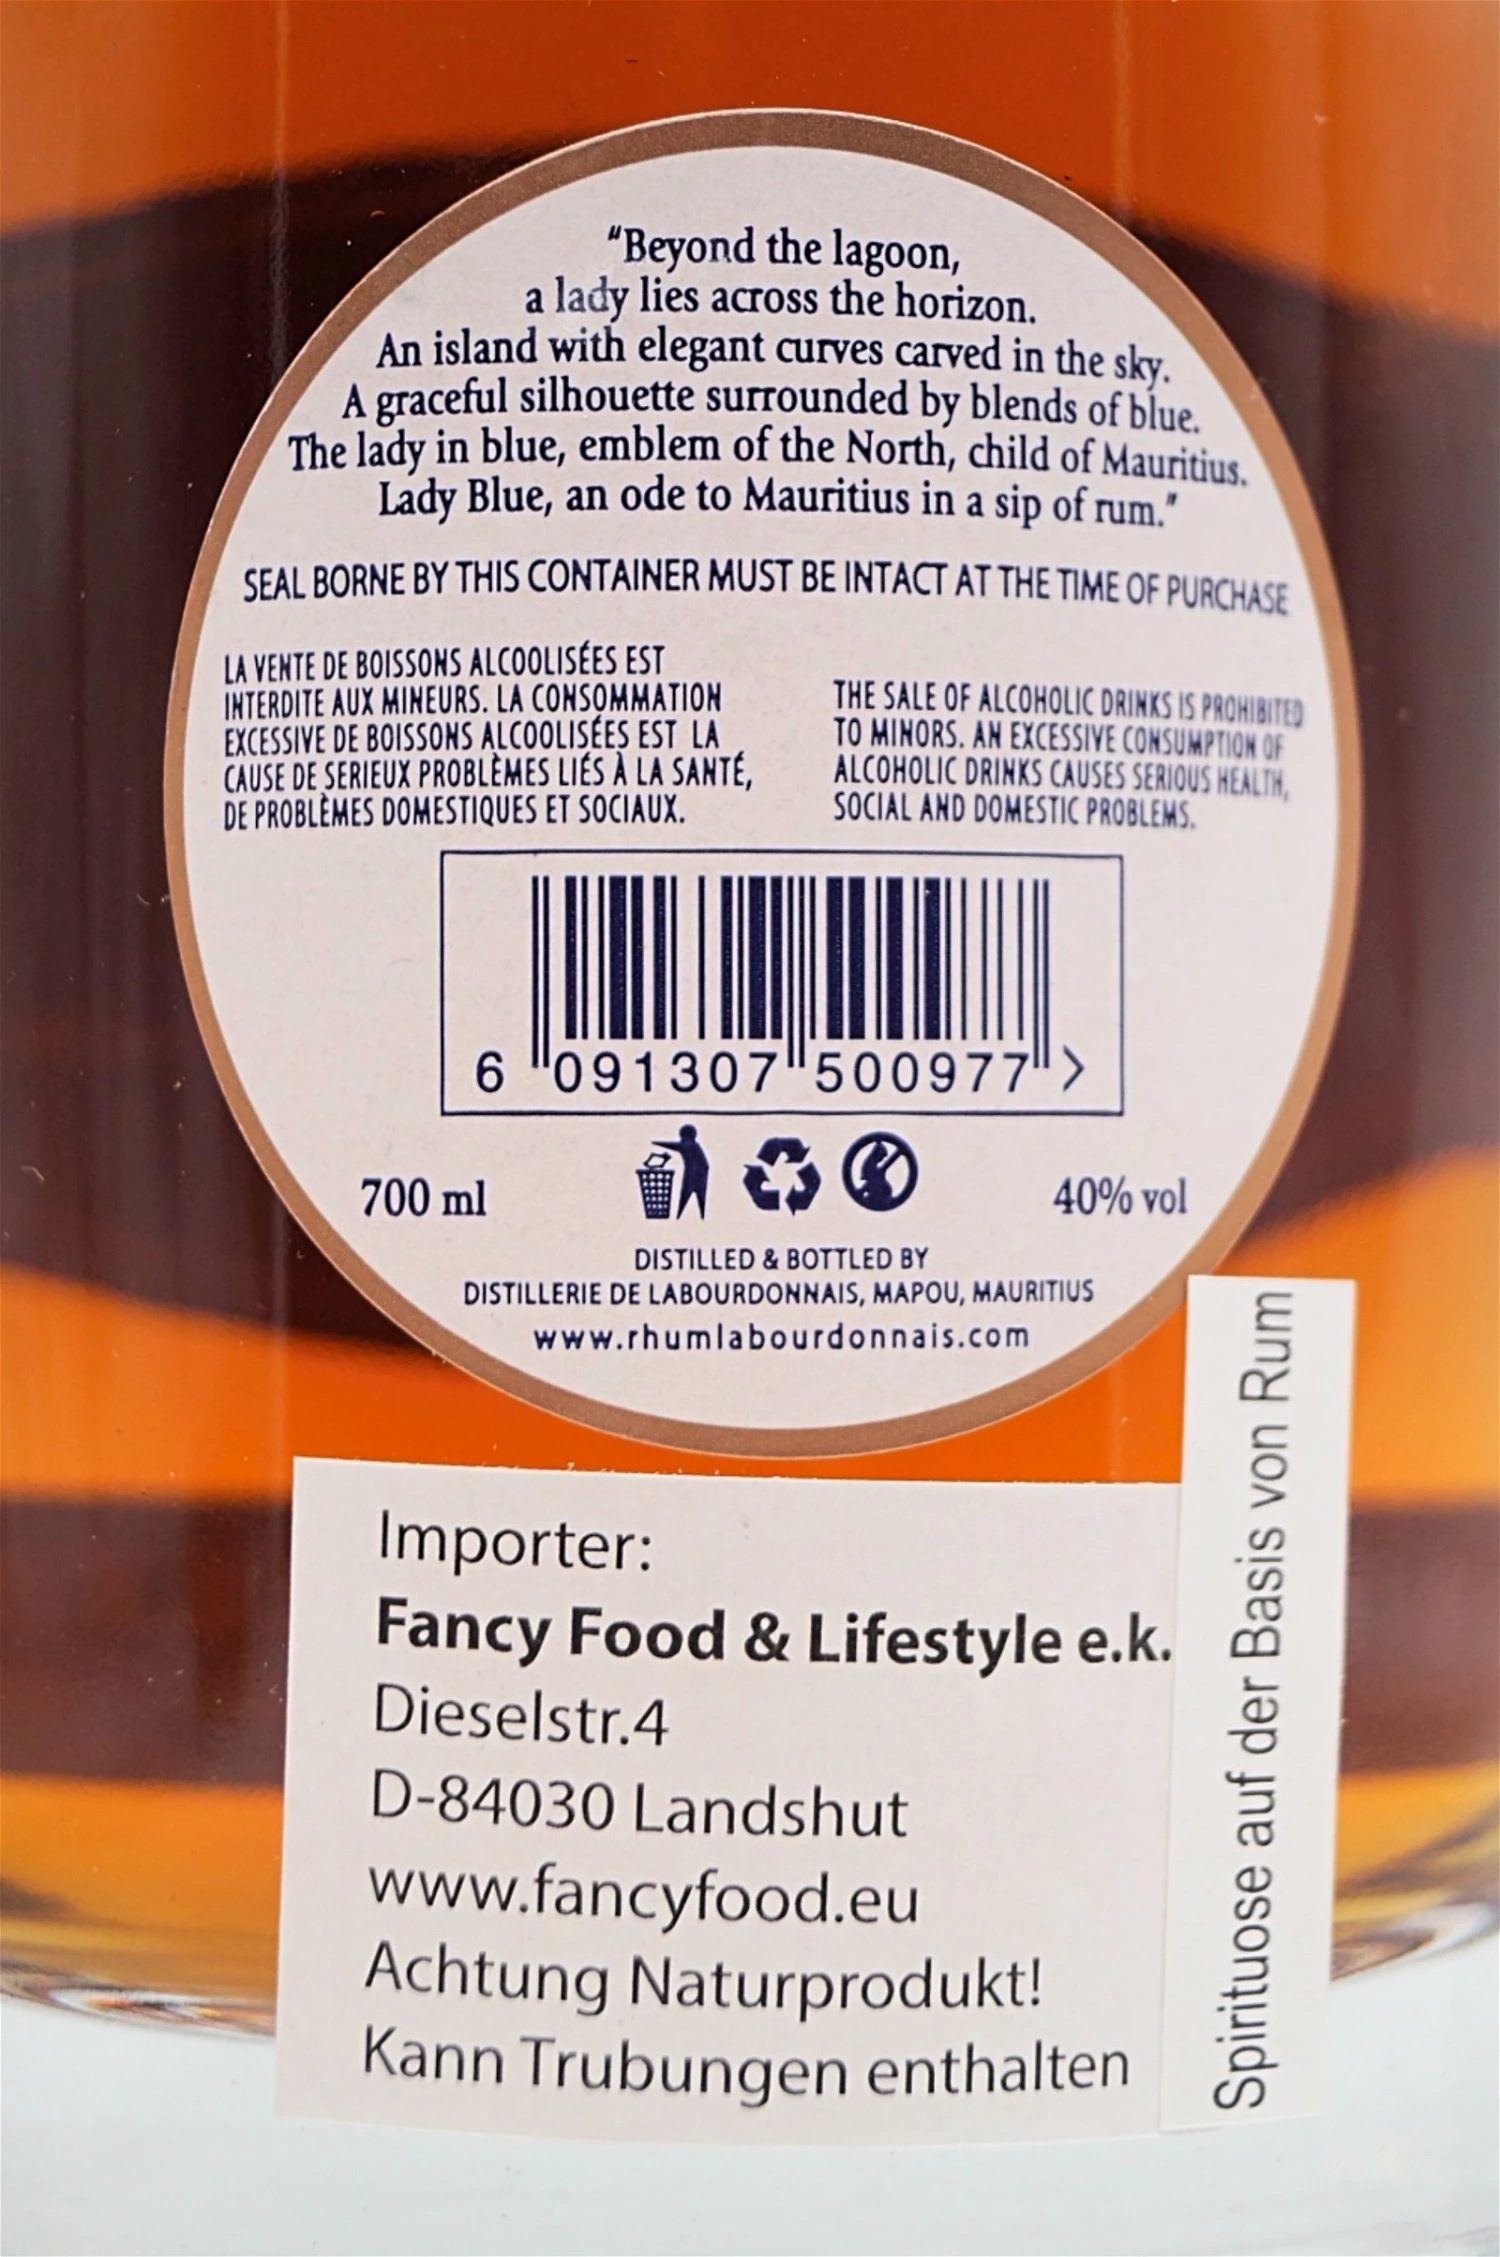 “Beyond the lagoon,
a lady lies across the horizon.
An island with elegant curves carved in the sky.
A graceful silhouette surrounded by blends of blue.
The lady in blue, emblem of the North, child of Mauritius.
Lady Blue, an ode to Mauritius in a sip of rum.”
SEAL BORNE BY THIS CONTAINER MUST BE INTACT AT THE TIME OF PURCHASE
LA VENTE DE BOISSONS ALCOOLISÉES EST
INTERDITE AUX MINEURS. LA CONSOMMATION
EXCESSIVE DE BOISSONS ALCOOLISÉES EST LA
CAUSE DE SERIEUX PROBLÈMES LIÉS À LA SANTÉ,
DE PROBLÈMES DOMESTIQUES ET SOCIAUX.
THE SALE OF ALCOHOLIC DRINKS IS PROHIBITED
TO MINORS. AN EXCESSIVE CONSUMPTION OF
ALCOHOLIC DRINKS CAUSES SERIOUS HEALTH,
SOCIAL AND DOMESTIC PROBLEMS.
6 091307 500977 >
700 ml
40% vol
DISTILLED & BOTTLED BY
DISTILLERIE DE LABOURDONNAIS, MAPOU, MAURITIUS
www.rhumlabourdonnais.com
Importer:
Fancy Food & Lifestyle e.k.
Dieselstr.4
D-84030 Landshut
www.fancyfood.eu
Achtung Naturprodukt!
Kann Trubungen enthalten
Spirituose auf der Basis von Rum